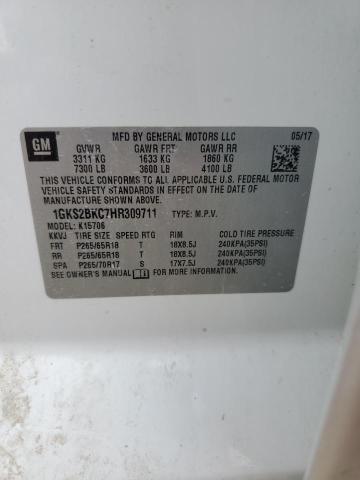 GM
MFD BY GENERAL MOTORS LLC 05/17
GVWR GAWR FRT GAWR RR
3311 KG 1633 KG 1860 KG
7300 LB 3600 LB 4100 LB
THIS VEHICLE CONFORMS TO ALL APPLICABLE U.S. FEDERAL MOTOR
VEHICLE SAFETY STANDARDS IN EFFECT ON THE DATE OF
MANUFACTURE SHOWN ABOVE.
1GKS2BKC7HR309711 TYPE: M.P.V.
MODEL: K15706
KKVJ TIRE SIZE SPEED RTG RIM COLD TIRE PRESSURE
FRT P265/65R18 T 18X8.5J 240KPA(35PSI)
RR P265/65R18 T 18X8.5J 240KPA(35PSI)
SPA P265/70R17 S 17X7.5J 240KPA(35PSI)
SEE OWNER'S MANUAL FOR MORE INFORMATION.